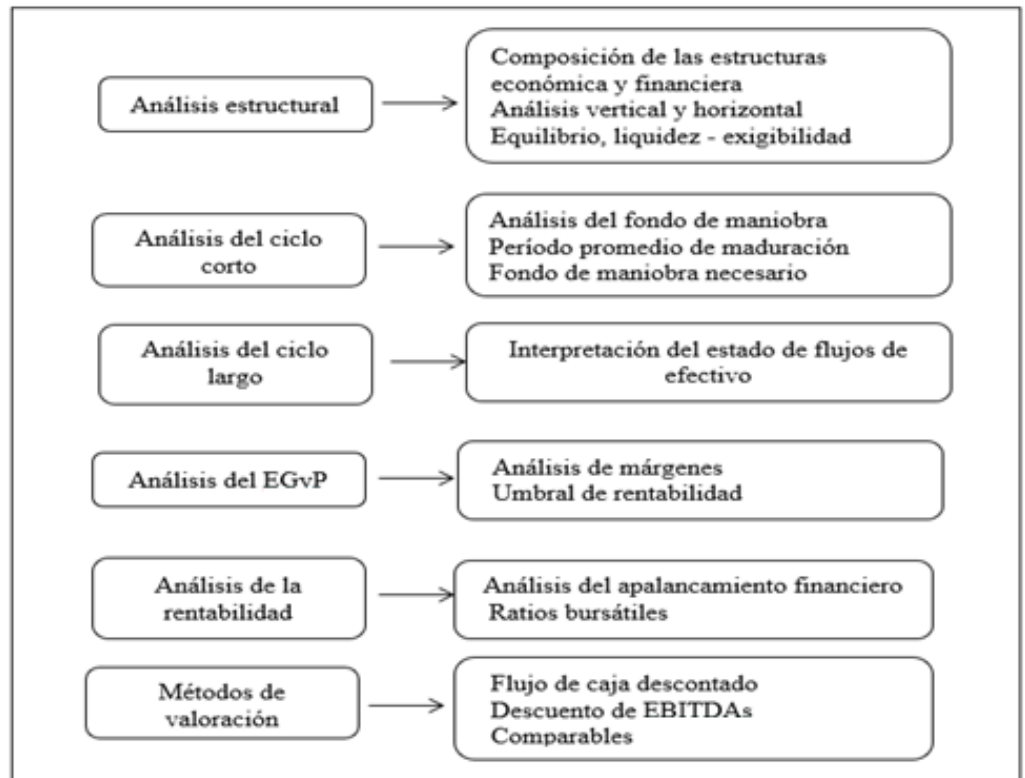 Análisis estructural
Composición de las estructuras
económica y financiera
Análisis vertical y horizontal
Equilibrio, liquidez - exigibilidad
Análisis del ciclo
corto
Análisis del fondo de maniobra
Período promedio de maduración
Fondo de maniobra necesario
Análisis del ciclo
largo
Interpretación del estado de flujos de
efectivo
Análisis del EGyP
Análisis de márgenes
Umbral de rentabilidad
Análisis de la
rentabilidad
Análisis del apalancamiento financiero
Ratios bursátiles
Métodos de
valoración
Flujo de caja descontado
Descuento de EBITDAs
Comparables